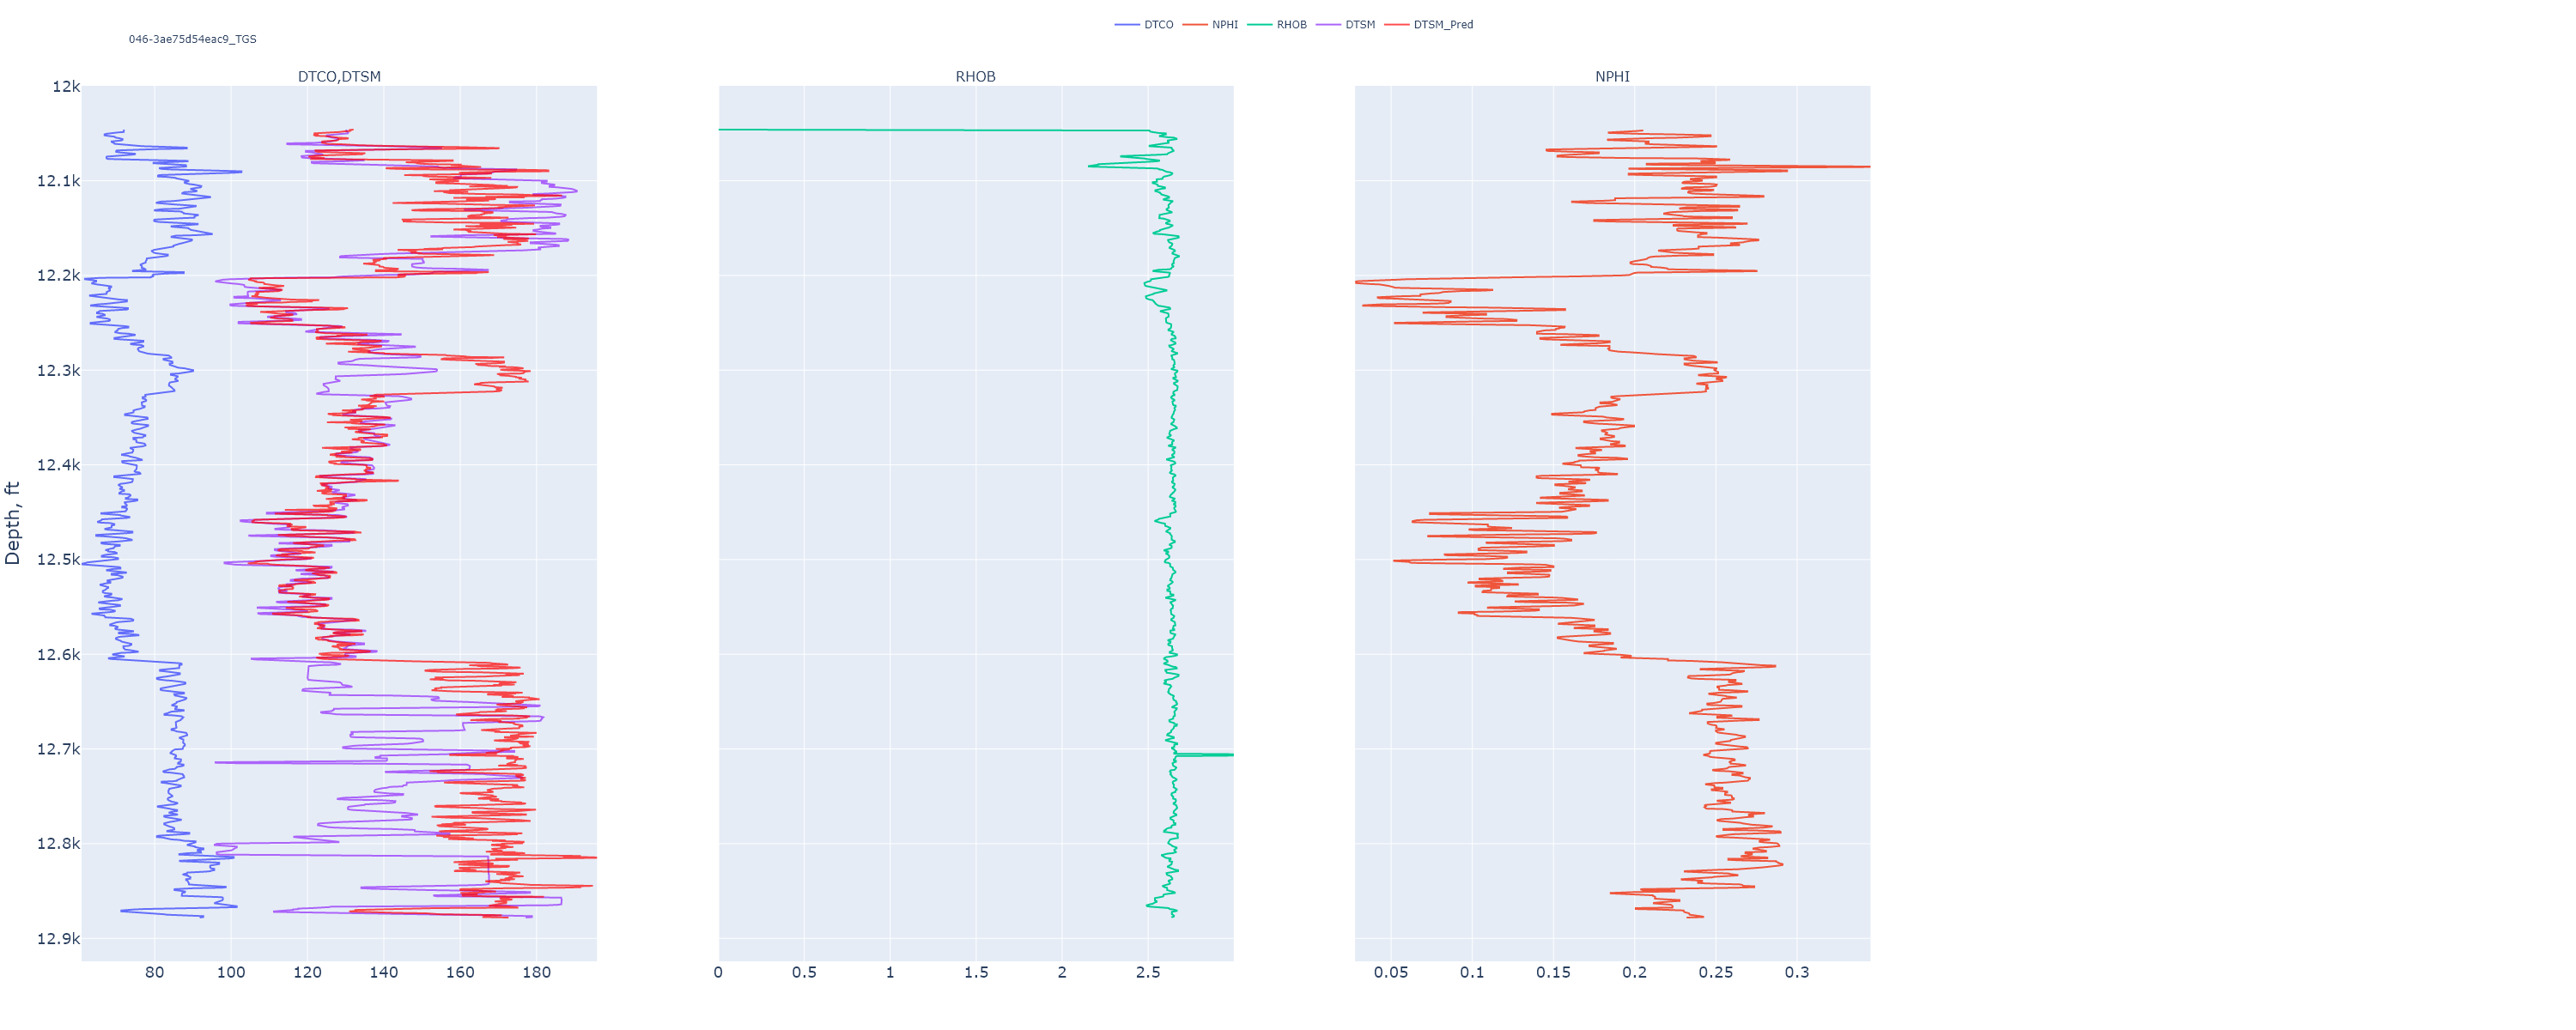 DTCO NPHI RHOB DTSM DTSM_Pred
046-3ae75d54eac9_TGS
DTCO,DTSM RHOB NPHI
12k
12.1k
12.2k
12.3k
12.4k
12.5k
12.6k
12.7k
12.8k
12.9k
Depth, ft
80 100 120 140 160 180
0 0.5 1 1.5 2 2.5
0.05 0.1 0.15 0.2 0.25 0.3